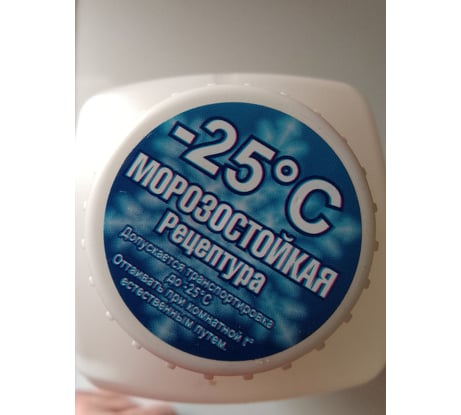 -25°C
МОРОЗОСТОЙКАЯ
Рецептура
Допускается транспортировка
до -25°С
Оттаивать при комнатной t°
естественным путем.